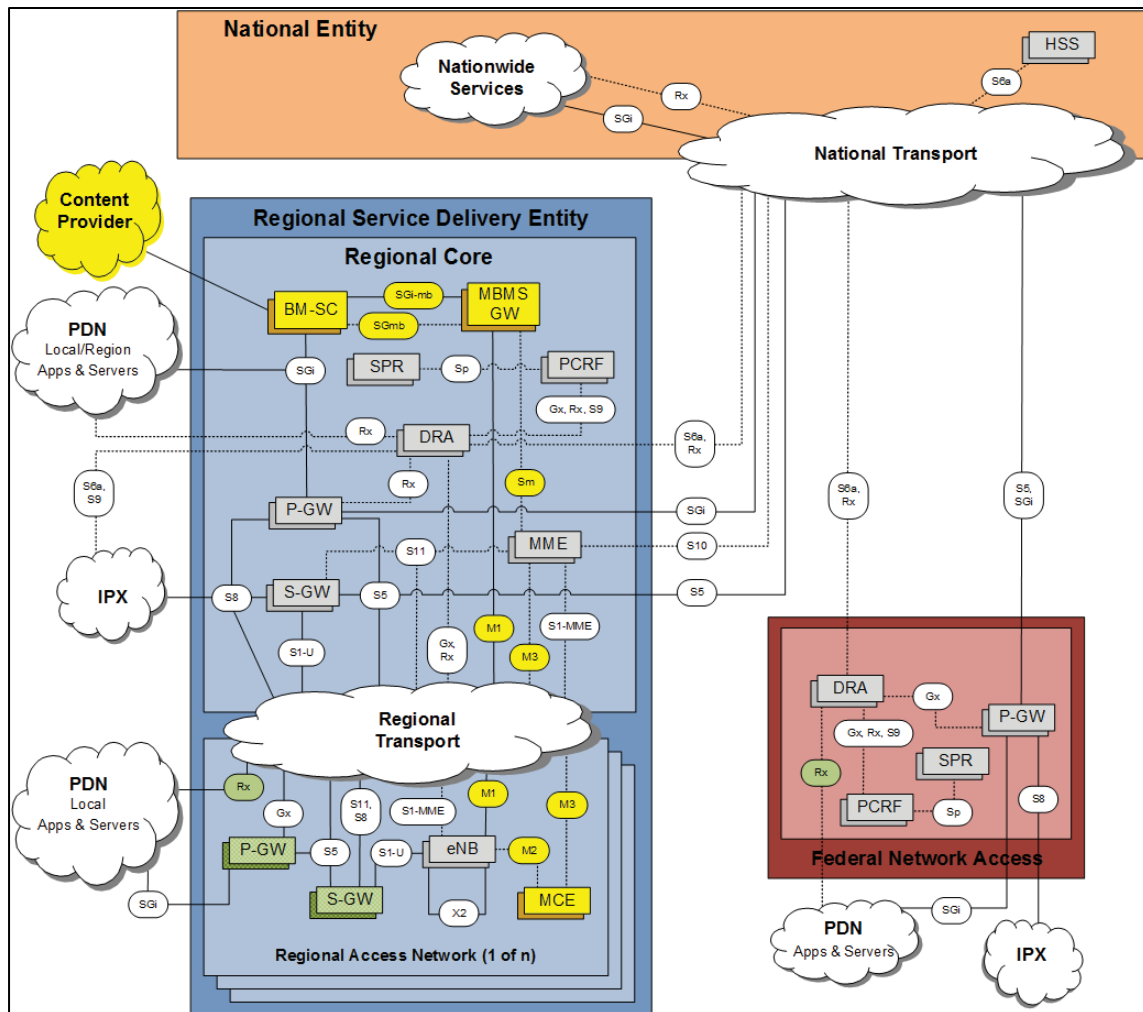 National Entity
HSS
Nationwide
Services
Rx
S6a
SGi
National Transport
Content
Provider
Regional Service Delivery Entity
Regional Core
BM-SC
SGi-mb
MBMS
GW
SGmb
PDN
Local/Region
Apps & Servers
SGi
SPR
Sp
PCRF
Gx, Rx, S9
Rx
DRA
S6a,
Rx
S6a,
S9
Rx
Sm
S6a,
Rx
S5,
SGi
P-GW
SGi
S11
MME
S10
IPX
S8
S-GW
S5
S5
S1-U
Gx,
Rx
M1
S1-MME
M3
DRA
Gx
P-GW
Gx, Rx, S9
SPR
Rx
PCRF
Sp
S8
Federal Network Access
Regional
Transport
PDN
Local
Apps & Servers
Rx
Gx
S11,
S8
S1-MME
M1
M3
P-GW
S5
S1-U
eNB
M2
SGi
S-GW
X2
MCE
Regional Access Network (1 of n)
SGi
PDN
Apps & Servers
IPX